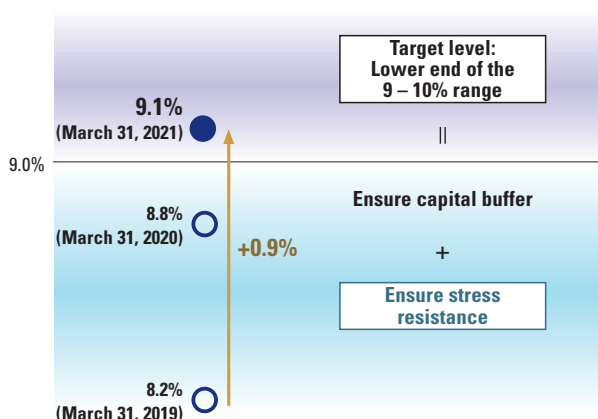 Target level:
Lower end of the
9 – 10% range
9.1%
(March 31, 2021)
||
9.0%
Ensure capital buffer
8.8%
(March 31, 2020)
+0.9%
+
Ensure stress
resistance
8.2%
(March 31, 2019)